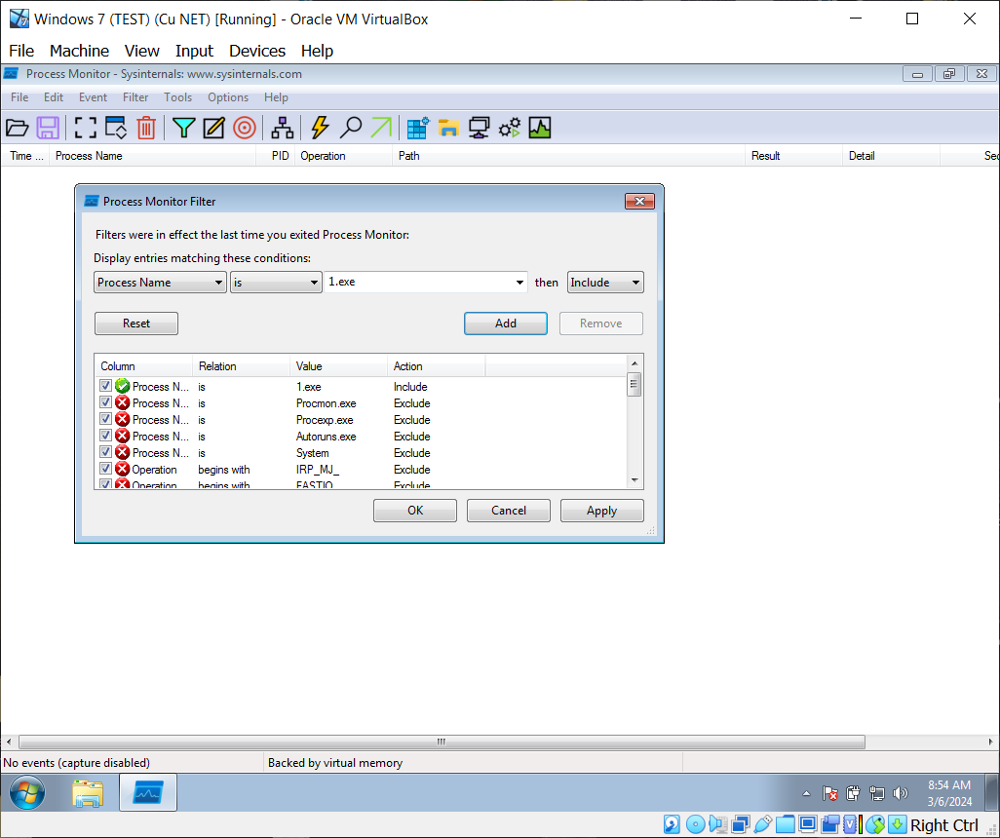 Windows 7 (TEST) (Cu NET) [Running] - Oracle VM VirtualBox
File Machine View Input Devices Help
Process Monitor - Sysinternals: www.sysinternals.com
File Edit Event Filter Tools Options Help
Time ... Process Name PID Operation Path Result Detail Sec
Process Monitor Filter
Filters were in effect the last time you exited Process Monitor:
Display entries matching these conditions:
Process Name is 1.exe then Include
Reset Add Remove
Column Relation Value Action
Process N... is 1.exe Include
Process N... is Procmon.exe Exclude
Process N... is Procexp.exe Exclude
Process N... is Autoruns.exe Exclude
Process N... is System Exclude
Operation begins with IRP_MJ_ Exclude
Operation begins with FASTIO_ Exclude
OK Cancel Apply
No events (capture disabled) Backed by virtual memory
8:54 AM
3/6/2024
Right Ctrl